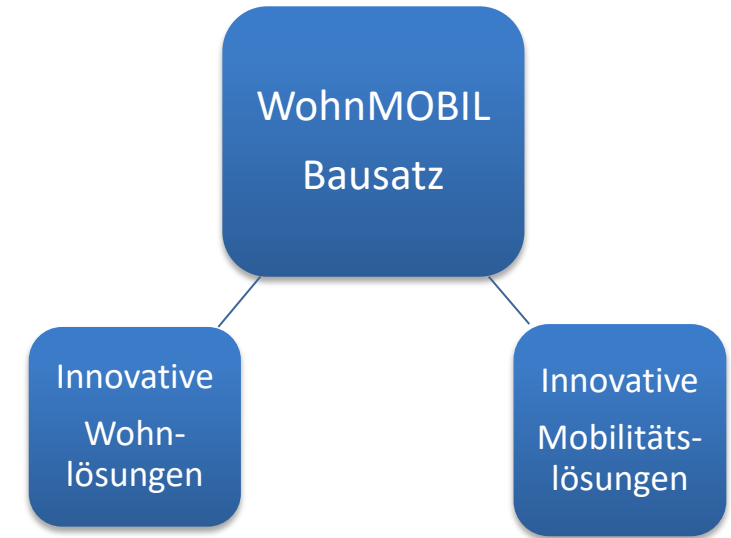 WohnMOBIL
Bausatz
Innovative
Wohn-
lösungen
Innovative
Mobilitäts-
lösungen